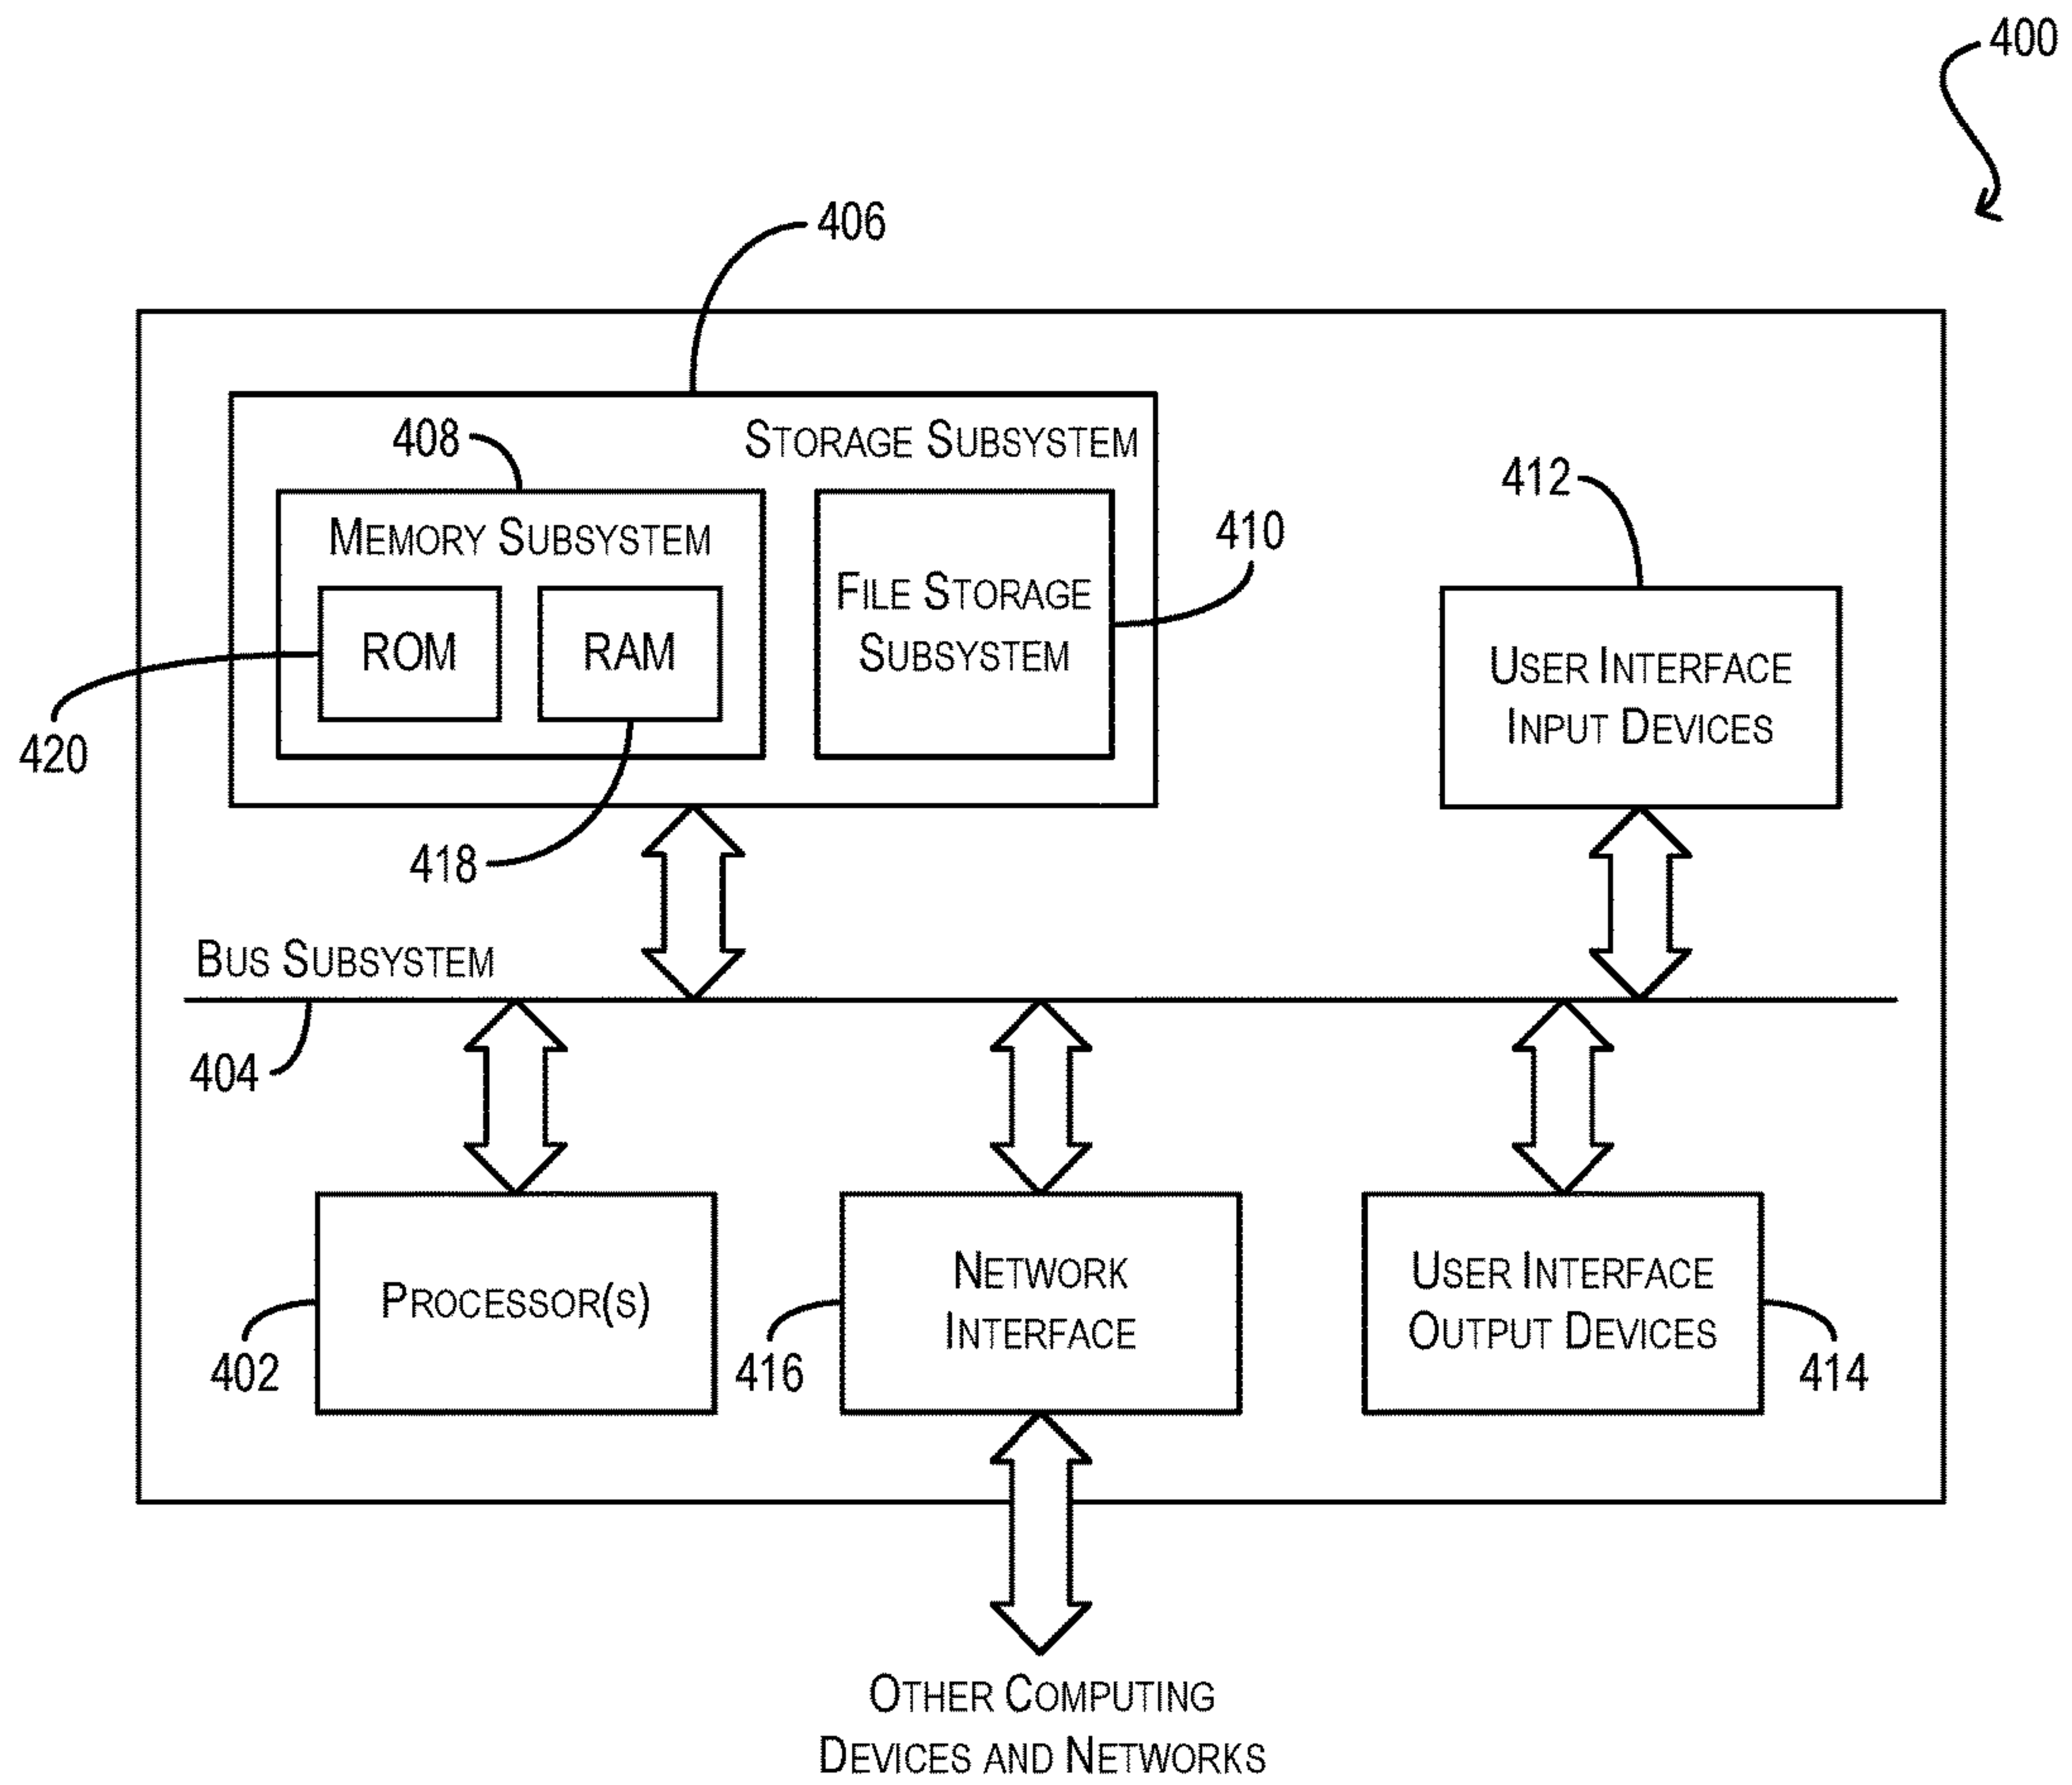 400
406
408
STORAGE SUBSYSTEM
412
MEMORY SUBSYSTEM
410
FILE STORAGE
SUBSYSTEM
ROM
RAM
USER INTERFACE
INPUT DEVICES
420
418
BUS SUBSYSTEM
404
PROCESSOR(S)
NETWORK
INTERFACE
USER INTERFACE
OUTPUT DEVICES
402
416
414
OTHER COMPUTING
DEVICES AND NETWORKS